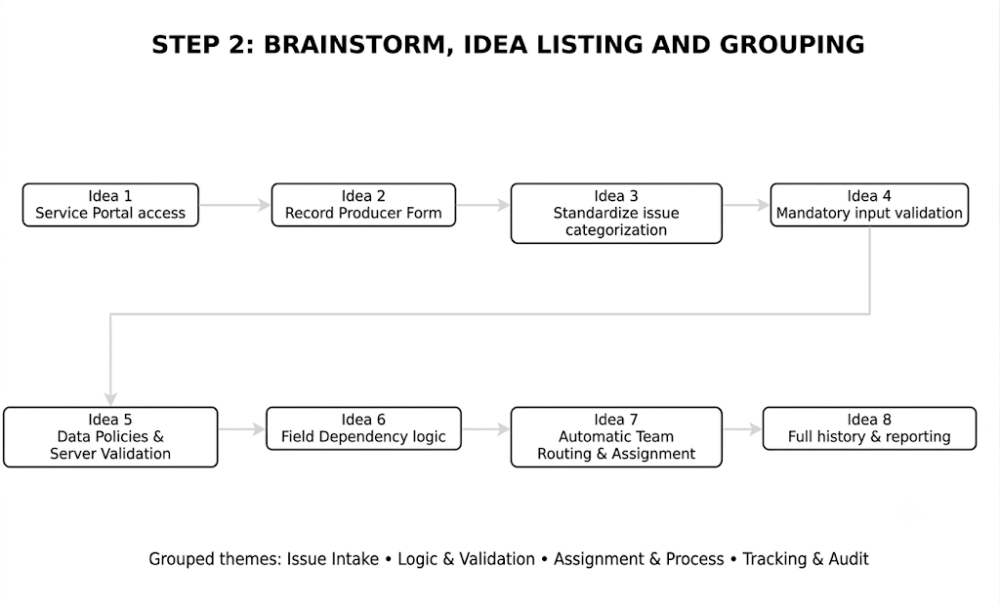 STEP 2: BRAINSTORM, IDEA LISTING AND GROUPING
Idea 1
Service Portal access
Idea 2
Record Producer Form
Idea 3
Standardize issue
categorization
Idea 4
Mandatory input validation
Idea 5
Data Policies &
Server Validation
Idea 6
Field Dependency logic
Idea 7
Automatic Team
Routing & Assignment
Idea 8
Full history & reporting
Grouped themes: Issue Intake • Logic & Validation • Assignment & Process • Tracking & Audit